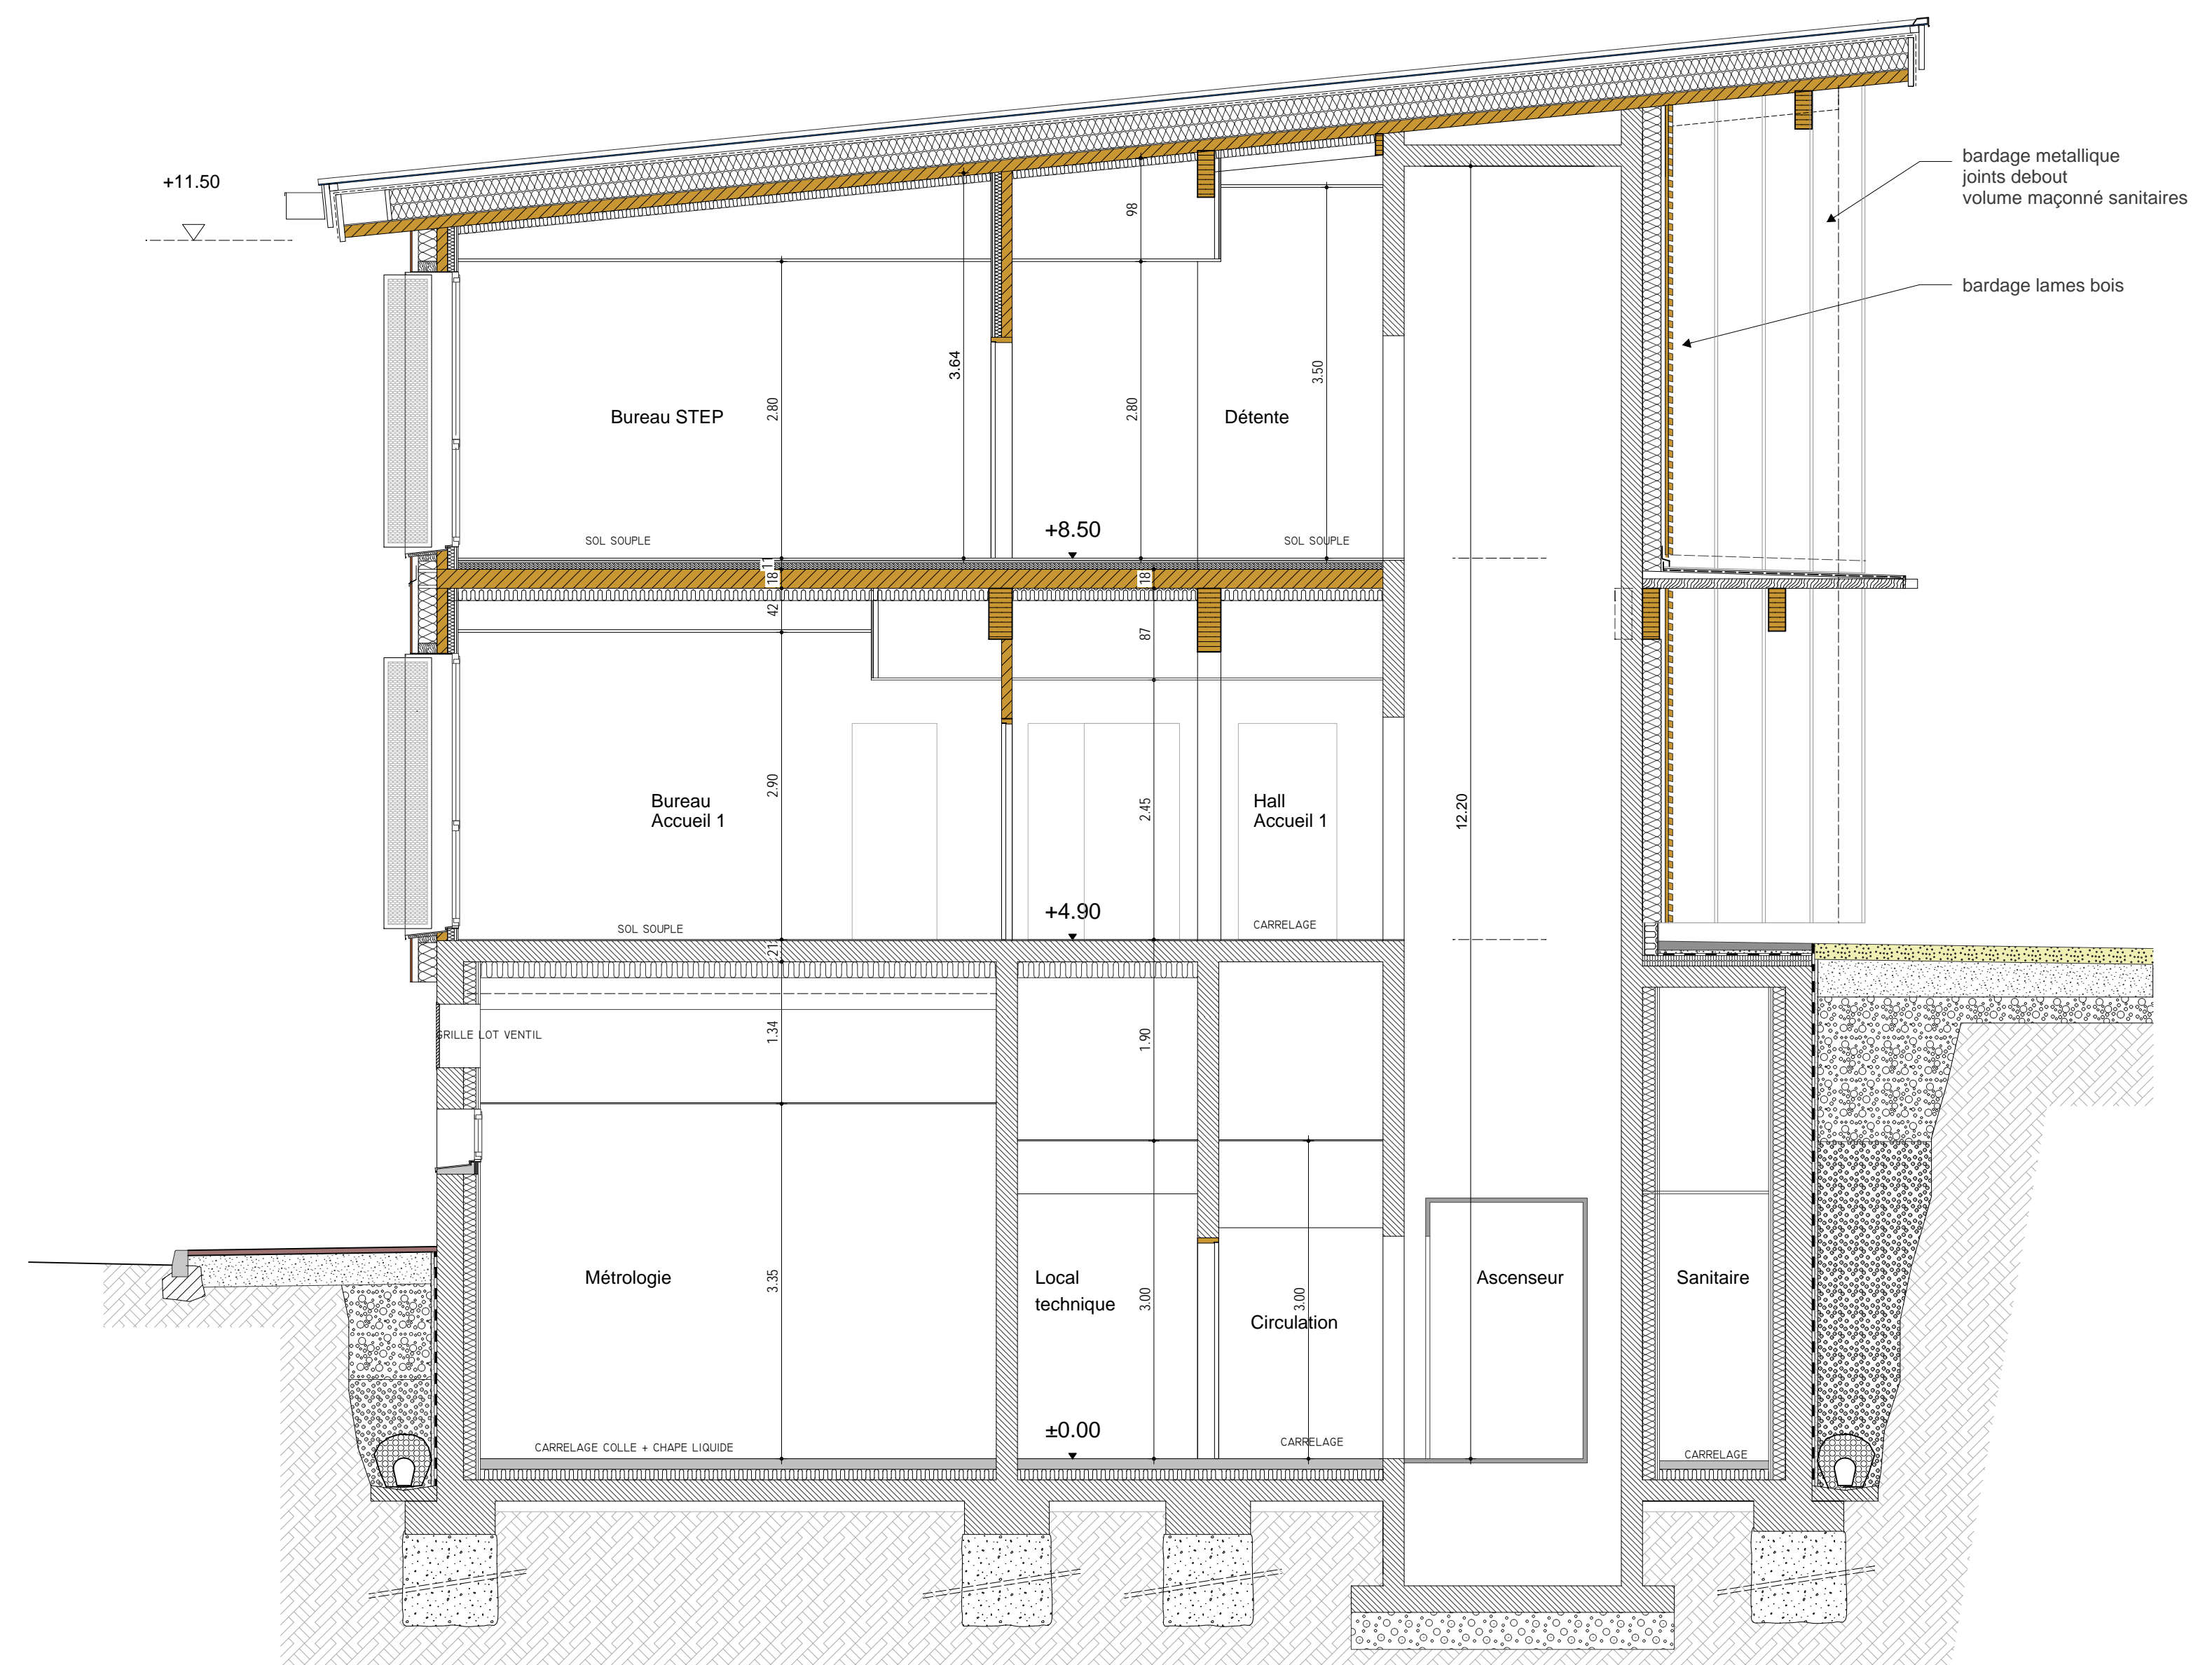 +11.50
bardage metallique
joints debout
volume maçonné sanitaires
bardage lames bois
98
3.64
3.50
2.80
2.80
Bureau STEP
Détente
+8.50
SOL SOUPLE
SOL SOUPLE
11
18
18
42
87
2.90
2.45
12.20
Bureau
Accueil 1
Hall
Accueil 1
+4.90
SOL SOUPLE
CARRELAGE
21
GRILLE LOT VENTIL
1.34
1.90
Métrologie
3.35
Local
technique
3.00
3.00
Circulation
Ascenseur
Sanitaire
±0.00
CARRELAGE COLLE + CHAPE LIQUIDE
CARRELAGE
CARRELAGE